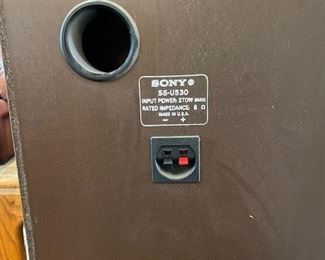 SONY®
SS-U530
INPUT POWER: 270W (MAX)
RATED IMPEDANCE: 8 Ω
MADE IN U.S.A.
− +